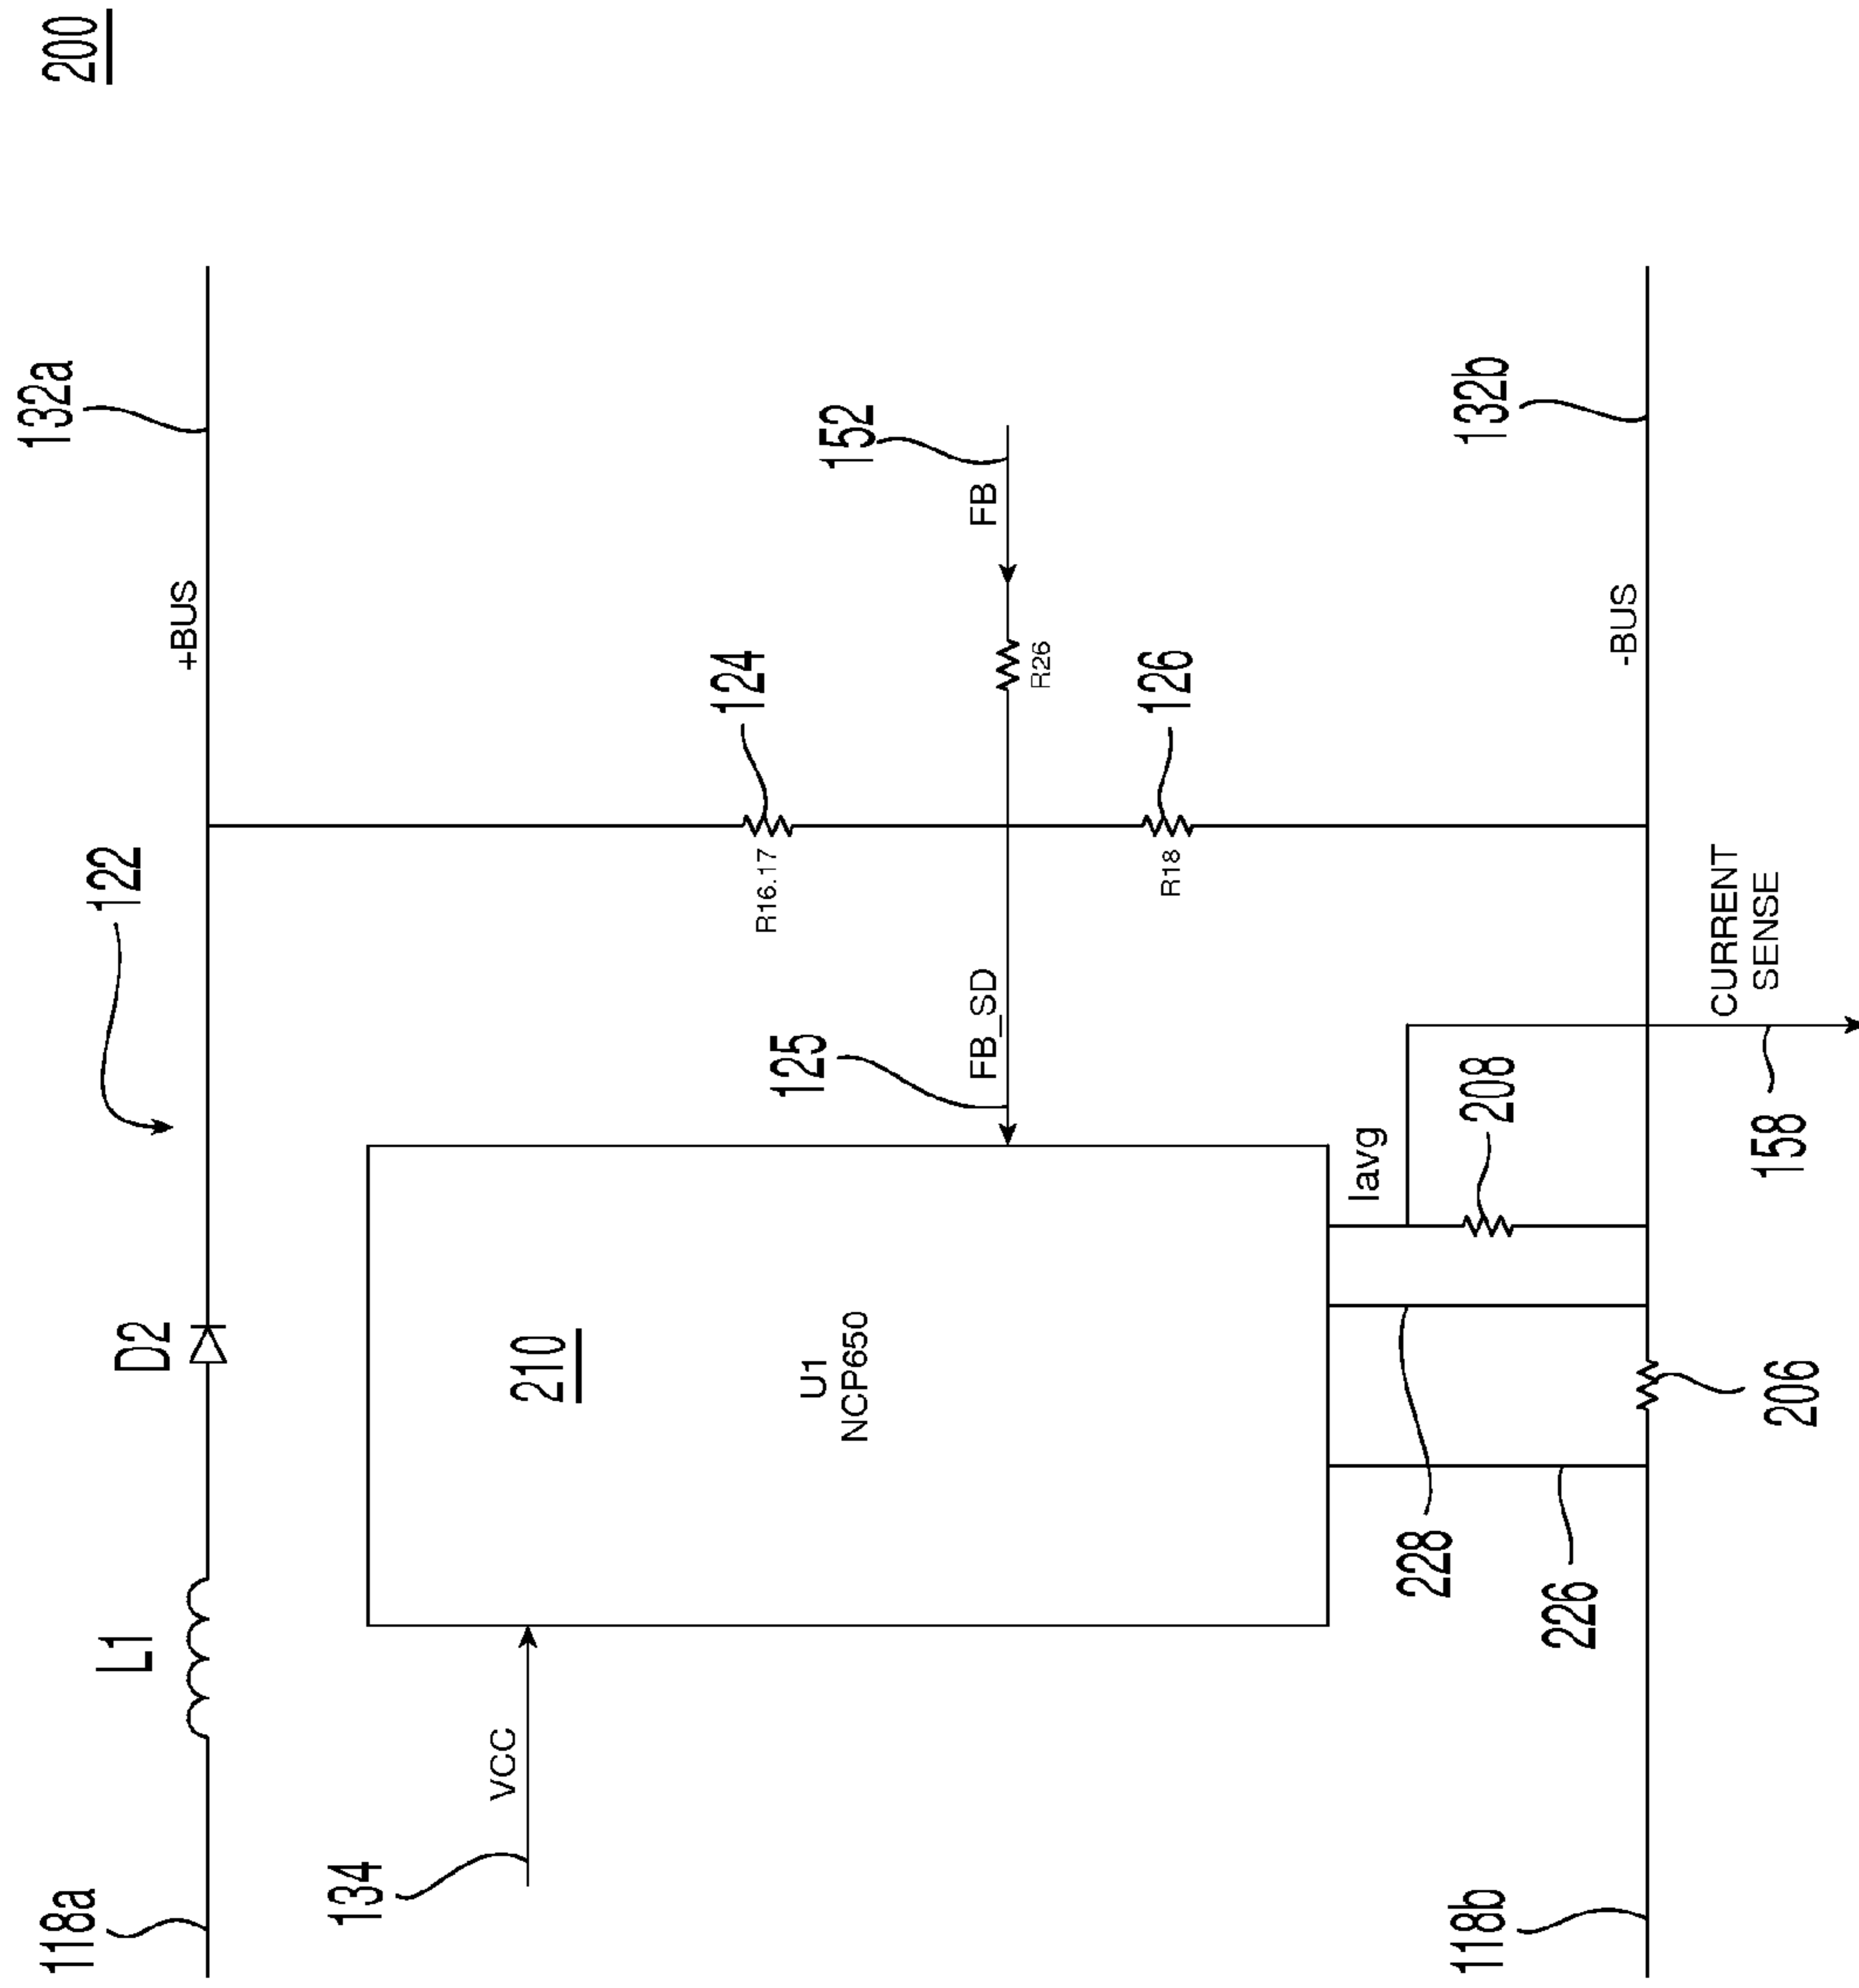 200
118a
L1
D2
122
+BUS
132a
134
VCC
210
U1
NCP650
125
FB_SD
R16.17
124
152
FB
R26
R18
126
Iavg
208
228
226
206
118b
158
CURRENT
SENSE
-BUS
132b